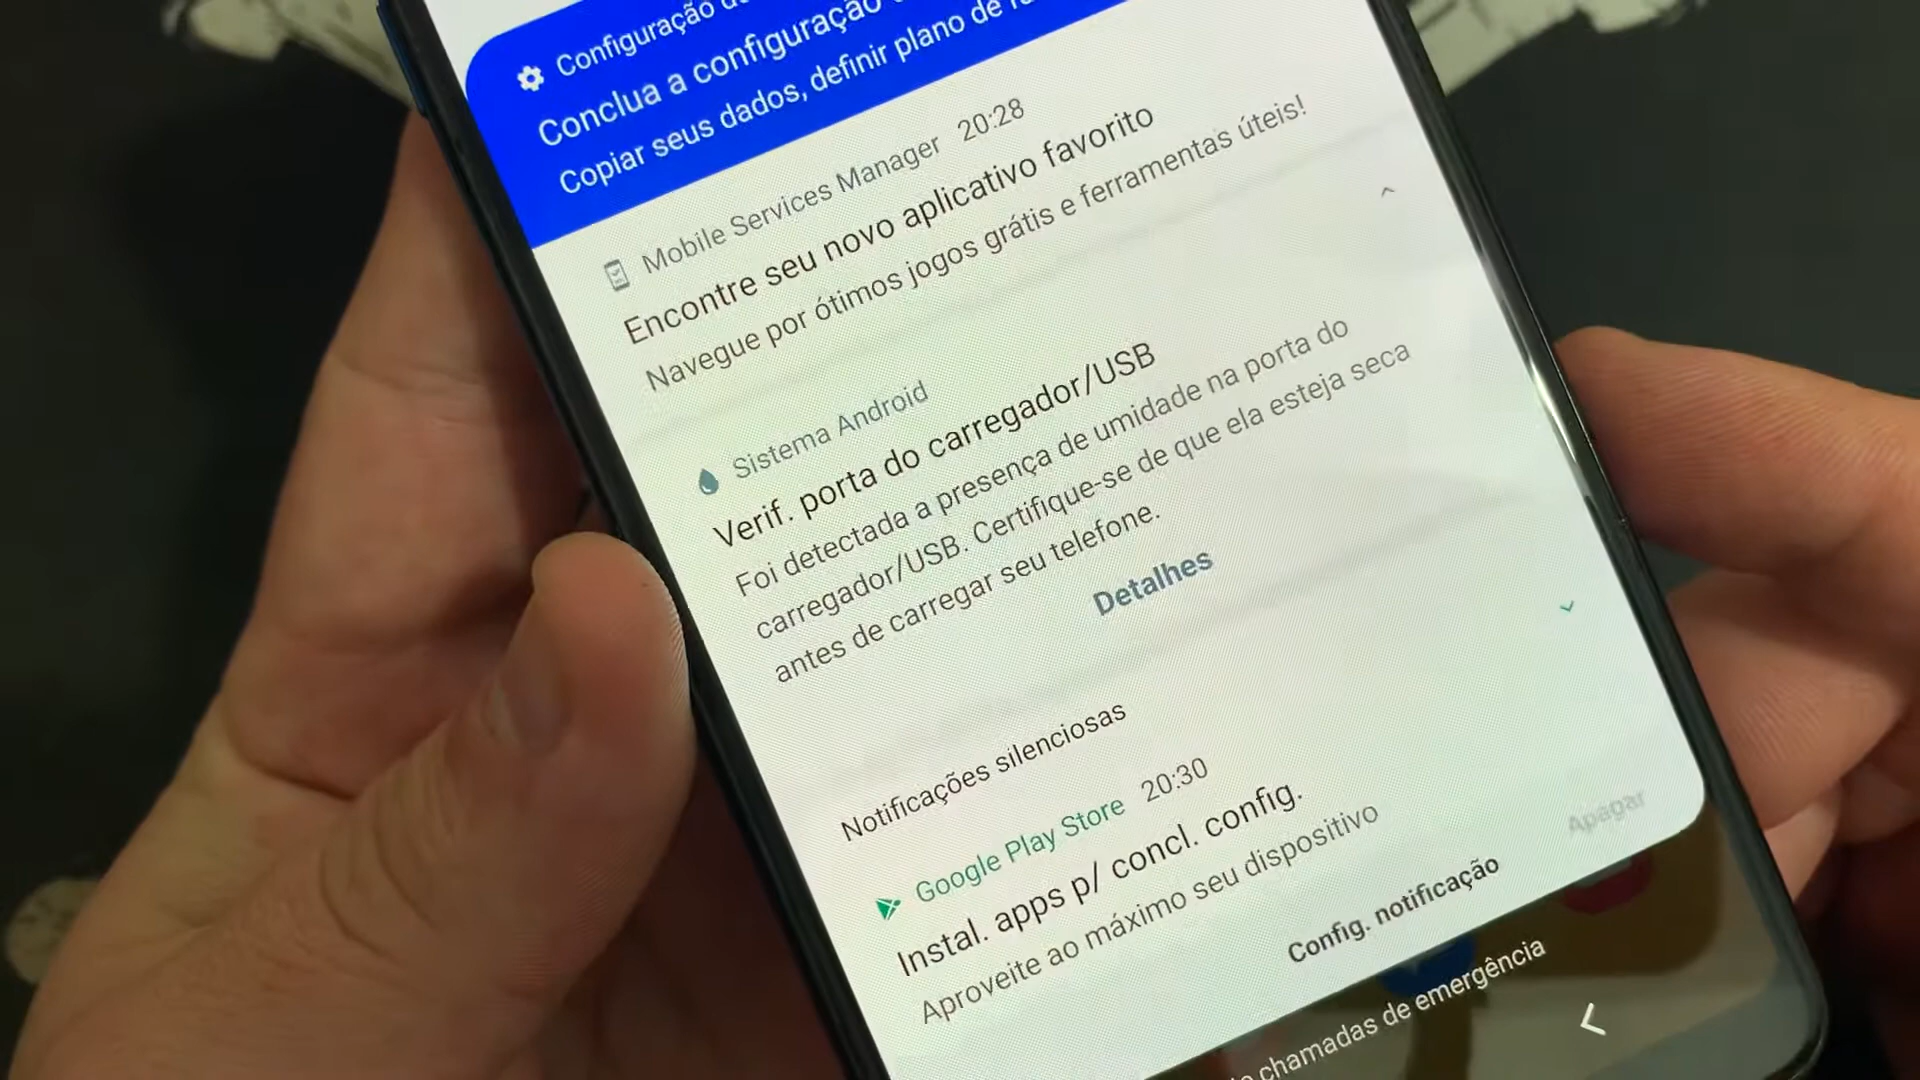 Configuração
Conclua a configuração
Copiar seus dados, definir plano de
Mobile Services Manager 20:28
Encontre seu novo aplicativo favorito
Navegue por ótimos jogos grátis e ferramentas úteis!
Sistema Android
Verif. porta do carregador/USB
Foi detectada a presença de umidade na porta do
carregador/USB. Certifique-se de que ela esteja seca
antes de carregar seu telefone.
Detalhes
Notificações silenciosas
Google Play Store 20:30
Instal. apps p/ concl. config.
Aproveite ao máximo seu dispositivo
Apagar
Config. notificação
chamadas de emergência